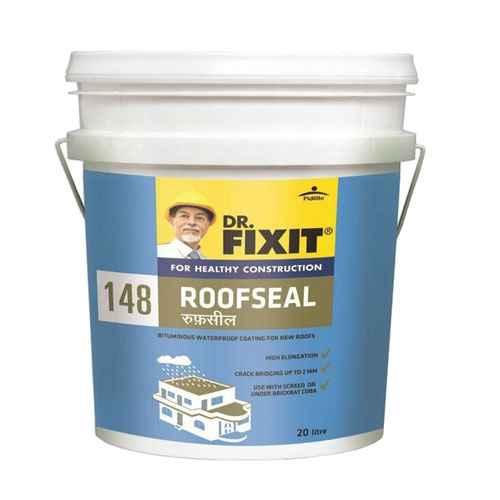 Pidilite
DR.
FIXIT®
FOR HEALTHY CONSTRUCTION
148
ROOFSEAL
रुफ़सील
BITUMINOUS WATERPROOF COATING FOR NEW ROOFS
HIGH ELONGATION
CRACK BRIDGING UP TO 2 MM
USE WITH SCREED OR
UNDER BRICKBAT COBA
20 litre